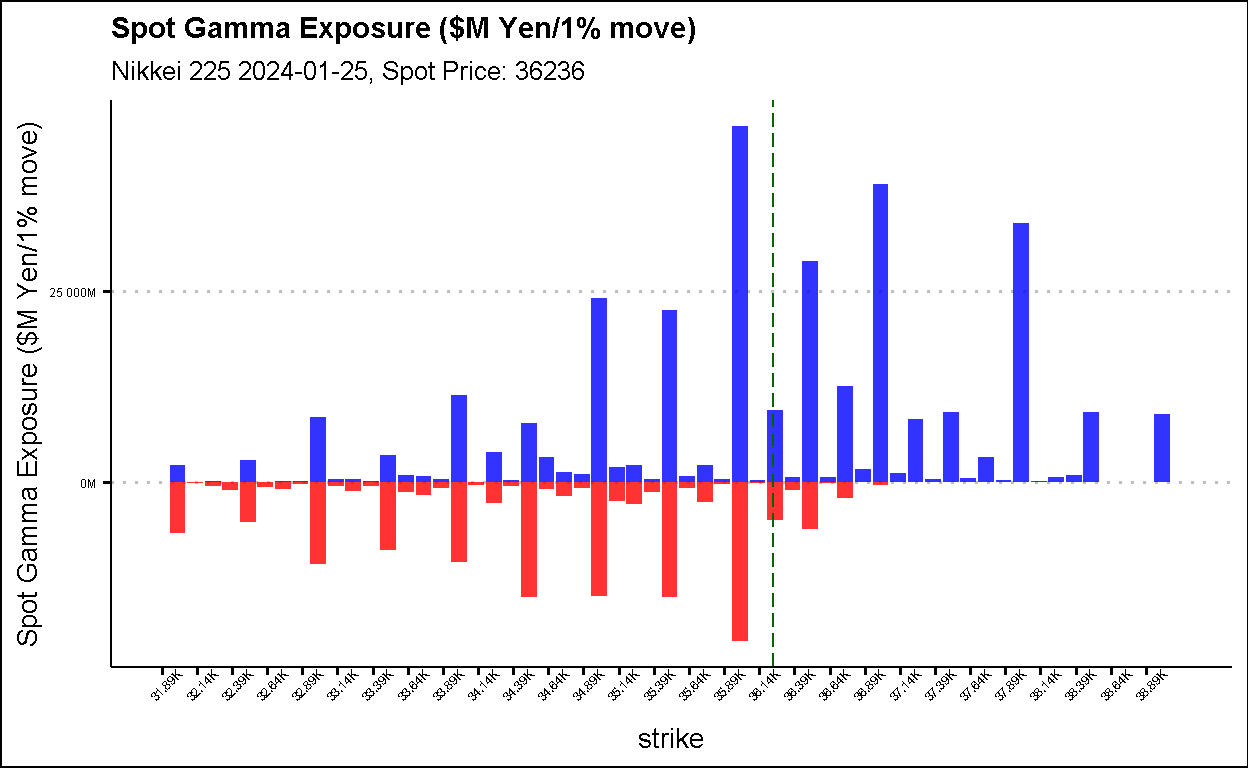 Spot Gamma Exposure ($M Yen/1% move)
Nikkei 225 2024-01-25, Spot Price: 36236
Spot Gamma Exposure ($M Yen/1% move)
25 000M
0M
31.89K 32.14K 32.39K 32.64K 32.89K 33.14K 33.39K 33.64K 33.89K 34.14K 34.39K 34.64K 34.89K 35.14K 35.39K 35.64K 35.89K 36.14K 36.39K 36.64K 36.89K 37.14K 37.39K 37.64K 37.89K 38.14K 38.39K 38.64K 38.89K
strike